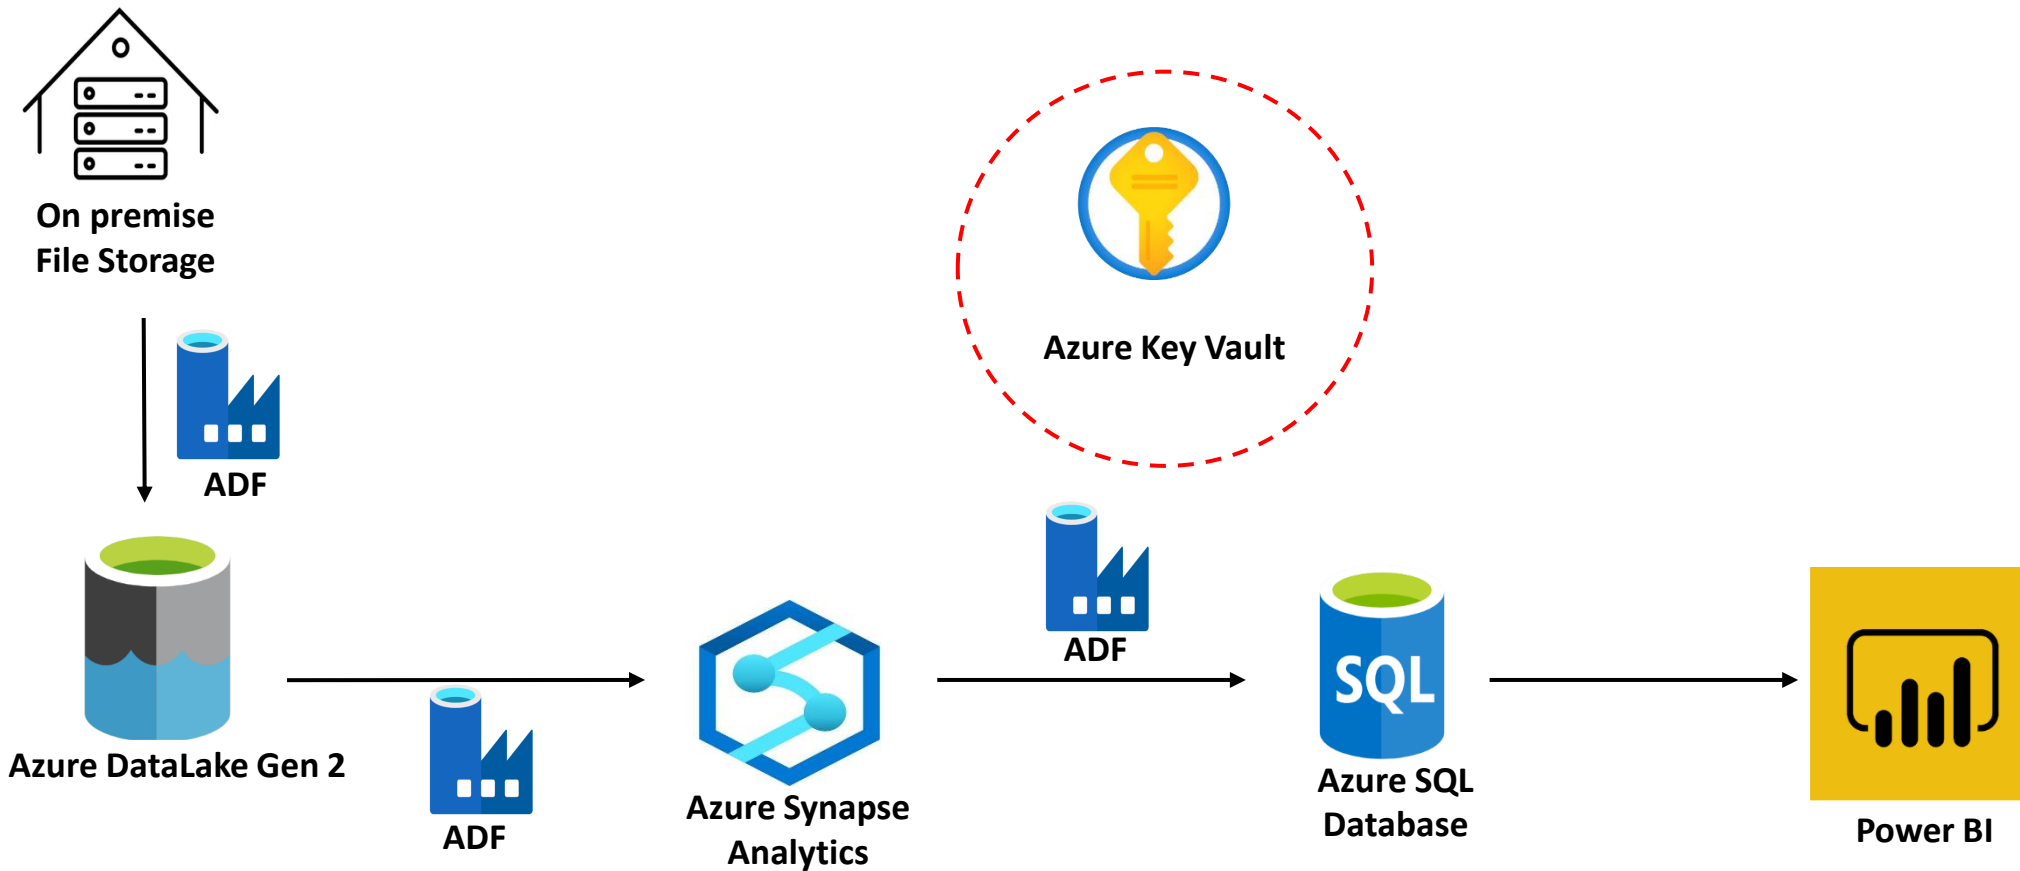 On premise
File Storage
ADF
Azure Key Vault
ADF
SQL
Azure DataLake Gen 2
ADF
Azure Synapse
Analytics
Azure SQL
Database
Power BI